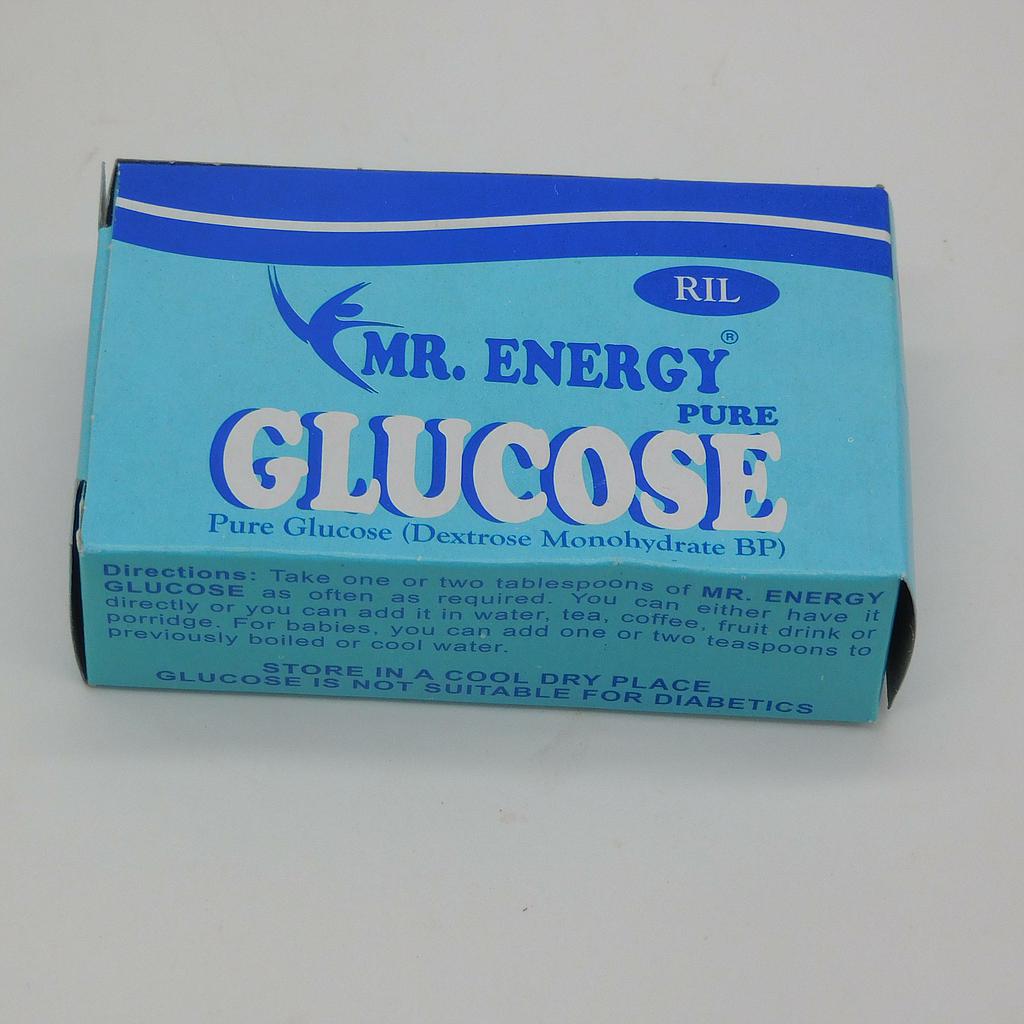 RIL
MR. ENERGY®
PURE
GLUCOSE
Pure Glucose (Dextrose Monohydrate BP)
Directions: Take one or two tablespoons of MR. ENERGY
GLUCOSE as often as required. You can either have it
directly or you can add it in water, tea, coffee, fruit drink or
porridge. For babies, you can add one or two teaspoons to
previously boiled or cool water.
STORE IN A COOL DRY PLACE
GLUCOSE IS NOT SUITABLE FOR DIABETICS